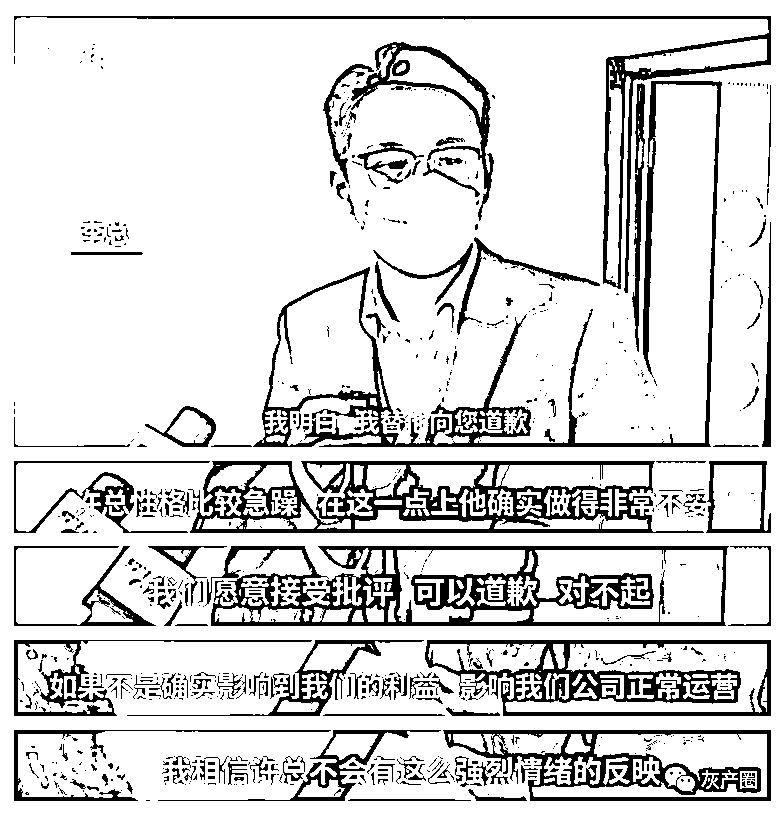 李总
我明白 我替他向您道歉
许总性格比较急躁 在这一点上他确实做得非常不妥
我们愿意接受批评 可以道歉 对不起
如果不是确实影响到我们的利益 影响我们公司正常运营
我相信许总不会有这么强烈情绪的反映
灰产圈